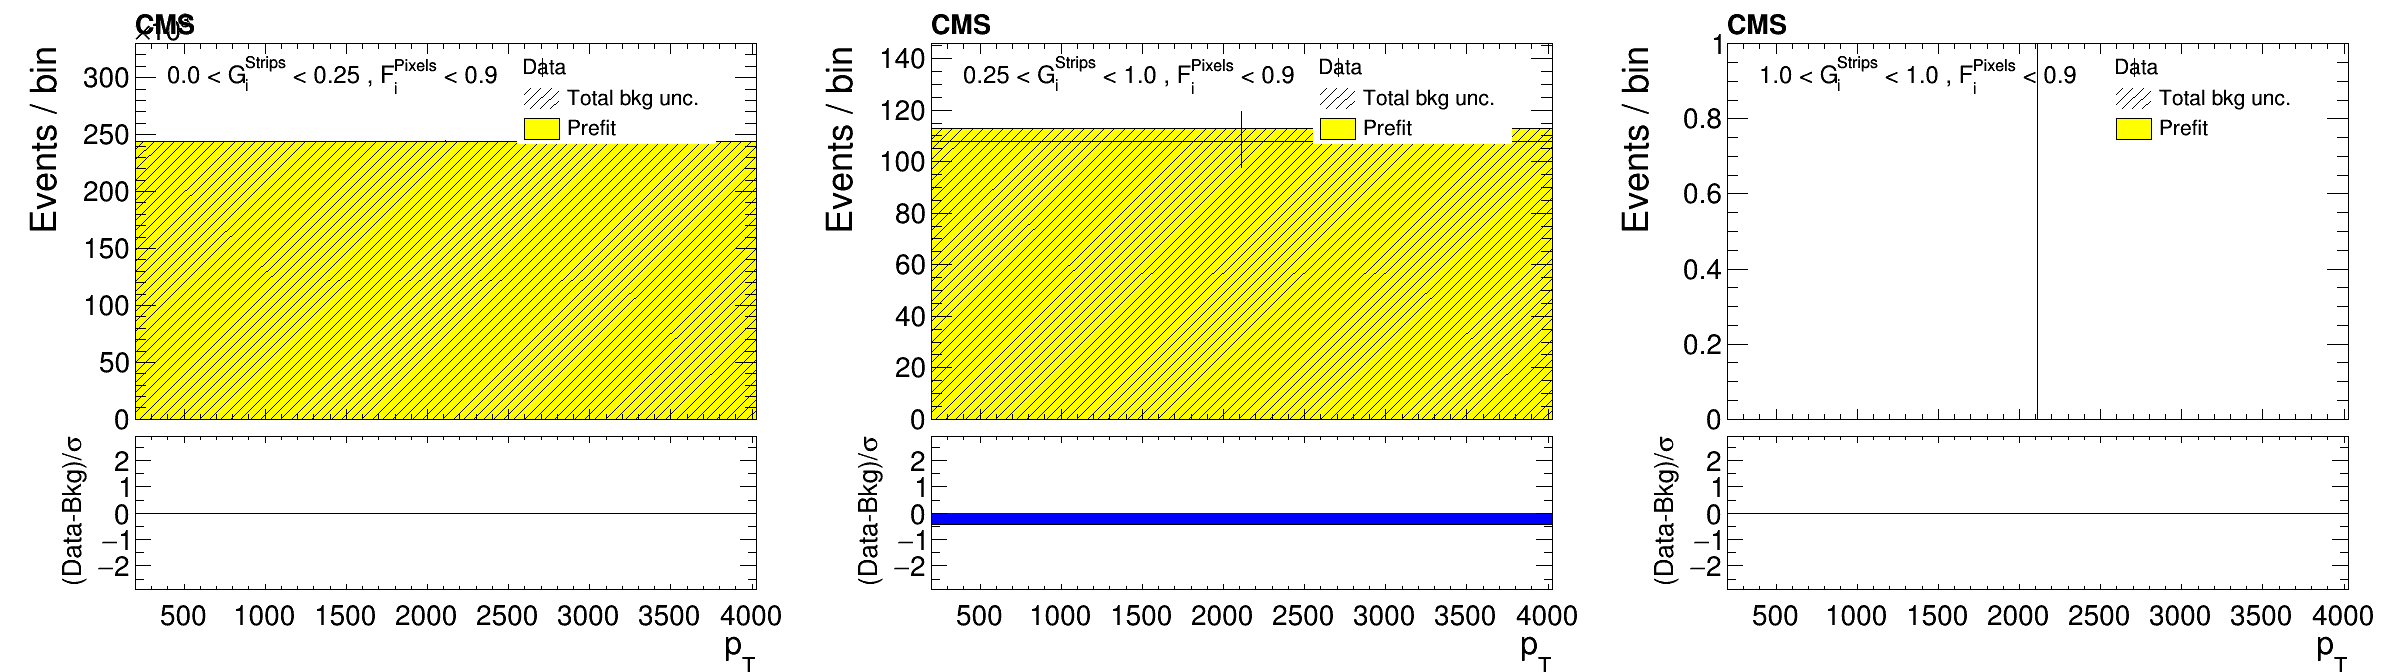 CMS
×10³
Events / bin
0.0 < G_i^Strips < 0.25 , F_i^Pixels < 0.9
Data
Total bkg unc.
Prefit
300
250
200
150
100
50
0
(Data-Bkg)/σ
2
1
0
−1
−2
500 1000 1500 2000 2500 3000 3500 4000
p_T
CMS
Events / bin
0.25 < G_i^Strips < 1.0 , F_i^Pixels < 0.9
Data
Total bkg unc.
Prefit
140
120
100
80
60
40
20
0
(Data-Bkg)/σ
2
1
0
−1
−2
500 1000 1500 2000 2500 3000 3500 4000
p_T
CMS
Events / bin
1.0 < G_i^Strips < 1.0 , F_i^Pixels < 0.9
Data
Total bkg unc.
Prefit
1
0.8
0.6
0.4
0.2
0
(Data-Bkg)/σ
2
1
0
−1
−2
500 1000 1500 2000 2500 3000 3500 4000
p_T